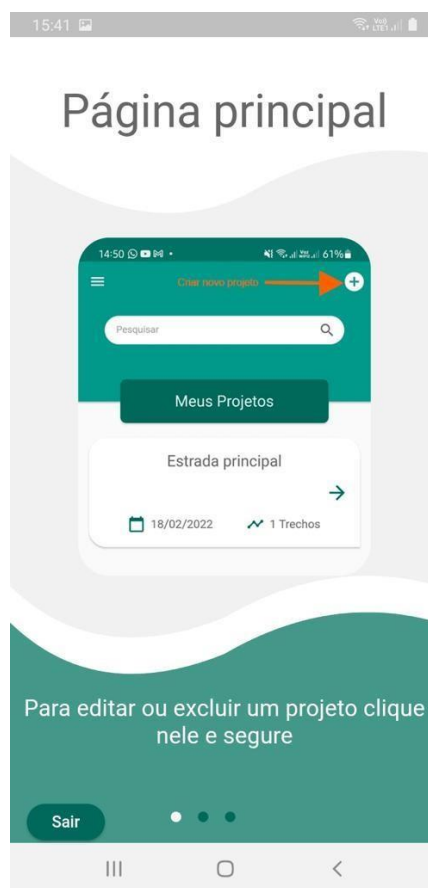 15:41
Página principal
14:50 61%
Criar novo projeto
Pesquisar
Meus Projetos
Estrada principal
18/02/2022 1 Trechos
Para editar ou excluir um projeto clique
nele e segure
Sair